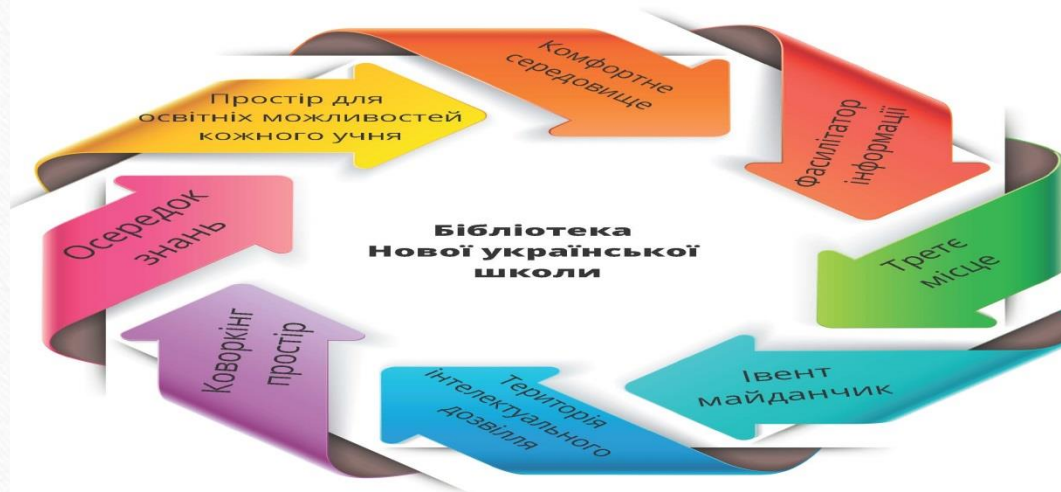 Простір для
освітніх можливостей
кожного учня
Комфортне
середовище
Фасилітатор
інформації
Третє
місце
Івент
майданчик
Територія
інтелектуального
дозвілля
Коворкінг
простір
Осередок
знань
Бібліотека
Нової української
школи